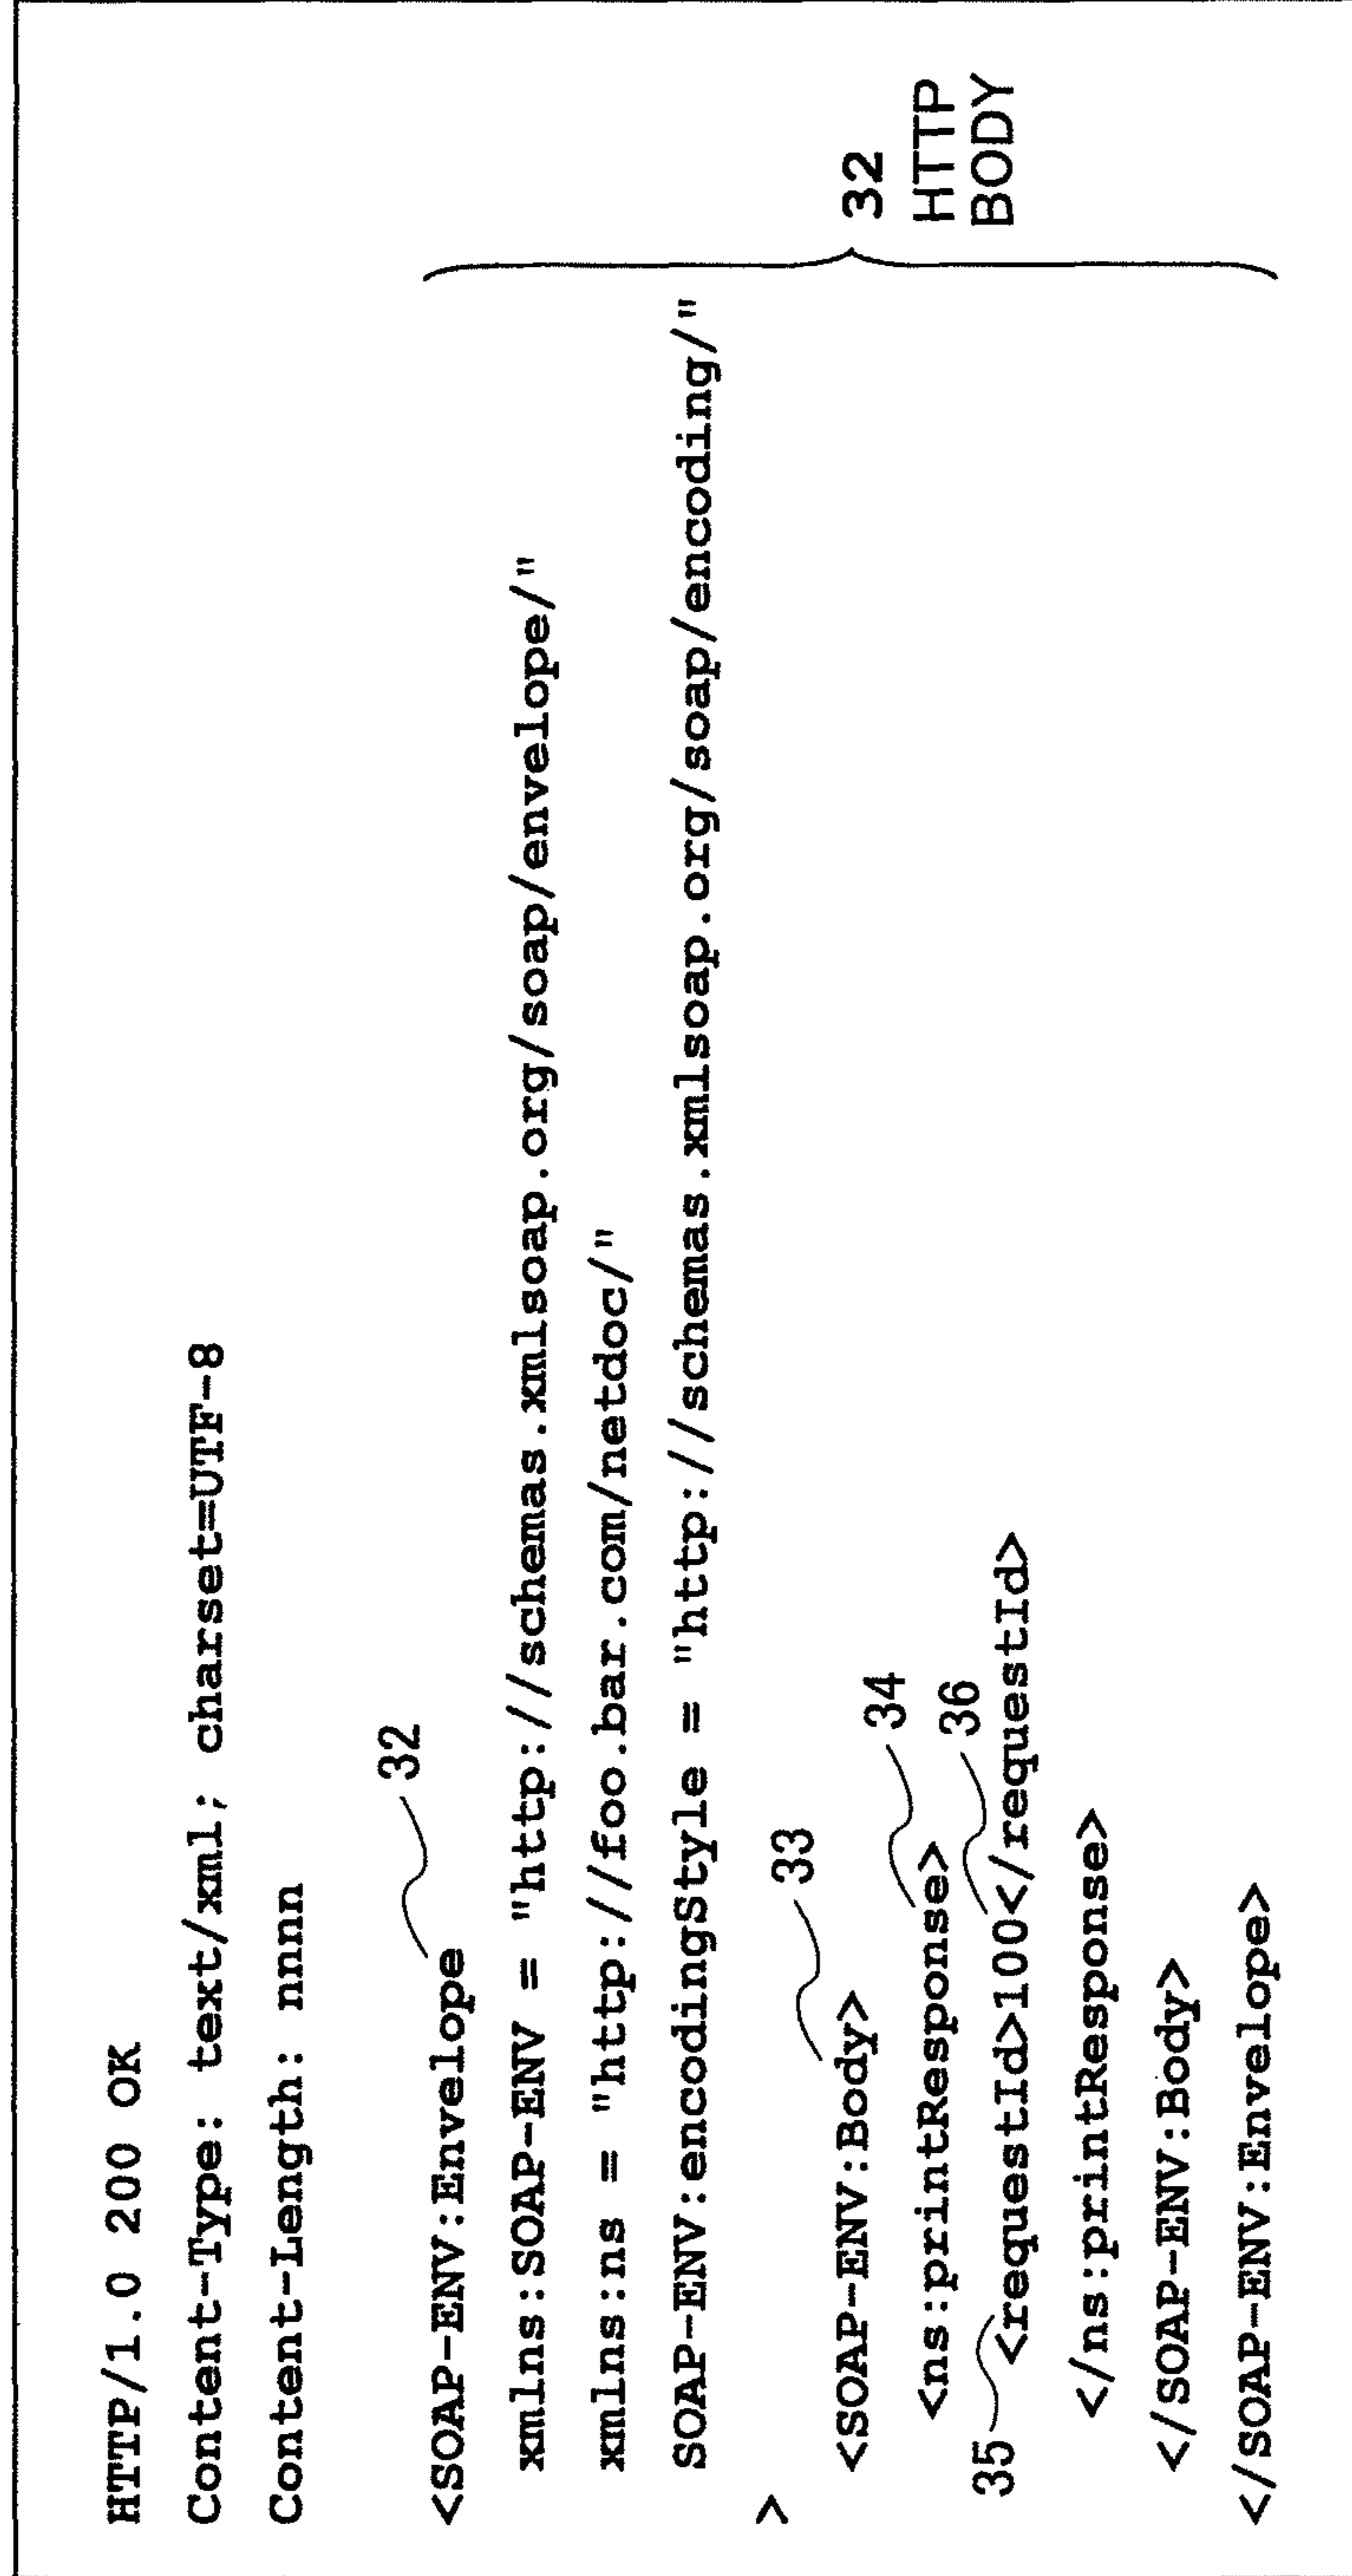 HTTP/1.0 200 OK
Content-Type: text/xml; charset=UTF-8
Content-Length: nnnn
32
<SOAP-ENV:Envelope
xmlns:SOAP-ENV = "http://schemas.xmlsoap.org/soap/envelope/"
xmlns:ns = "http://foo.bar.com/netdoc/"
SOAP-ENV:encodingStyle = "http://schemas.xmlsoap.org/soap/encoding/"
>
33
<SOAP-ENV:Body>
34
<ns:printResponse>
36
35
<requestId>100</requestId>
</ns:printResponse>
</SOAP-ENV:Body>
</SOAP-ENV:Envelope>
32
HTTP
BODY